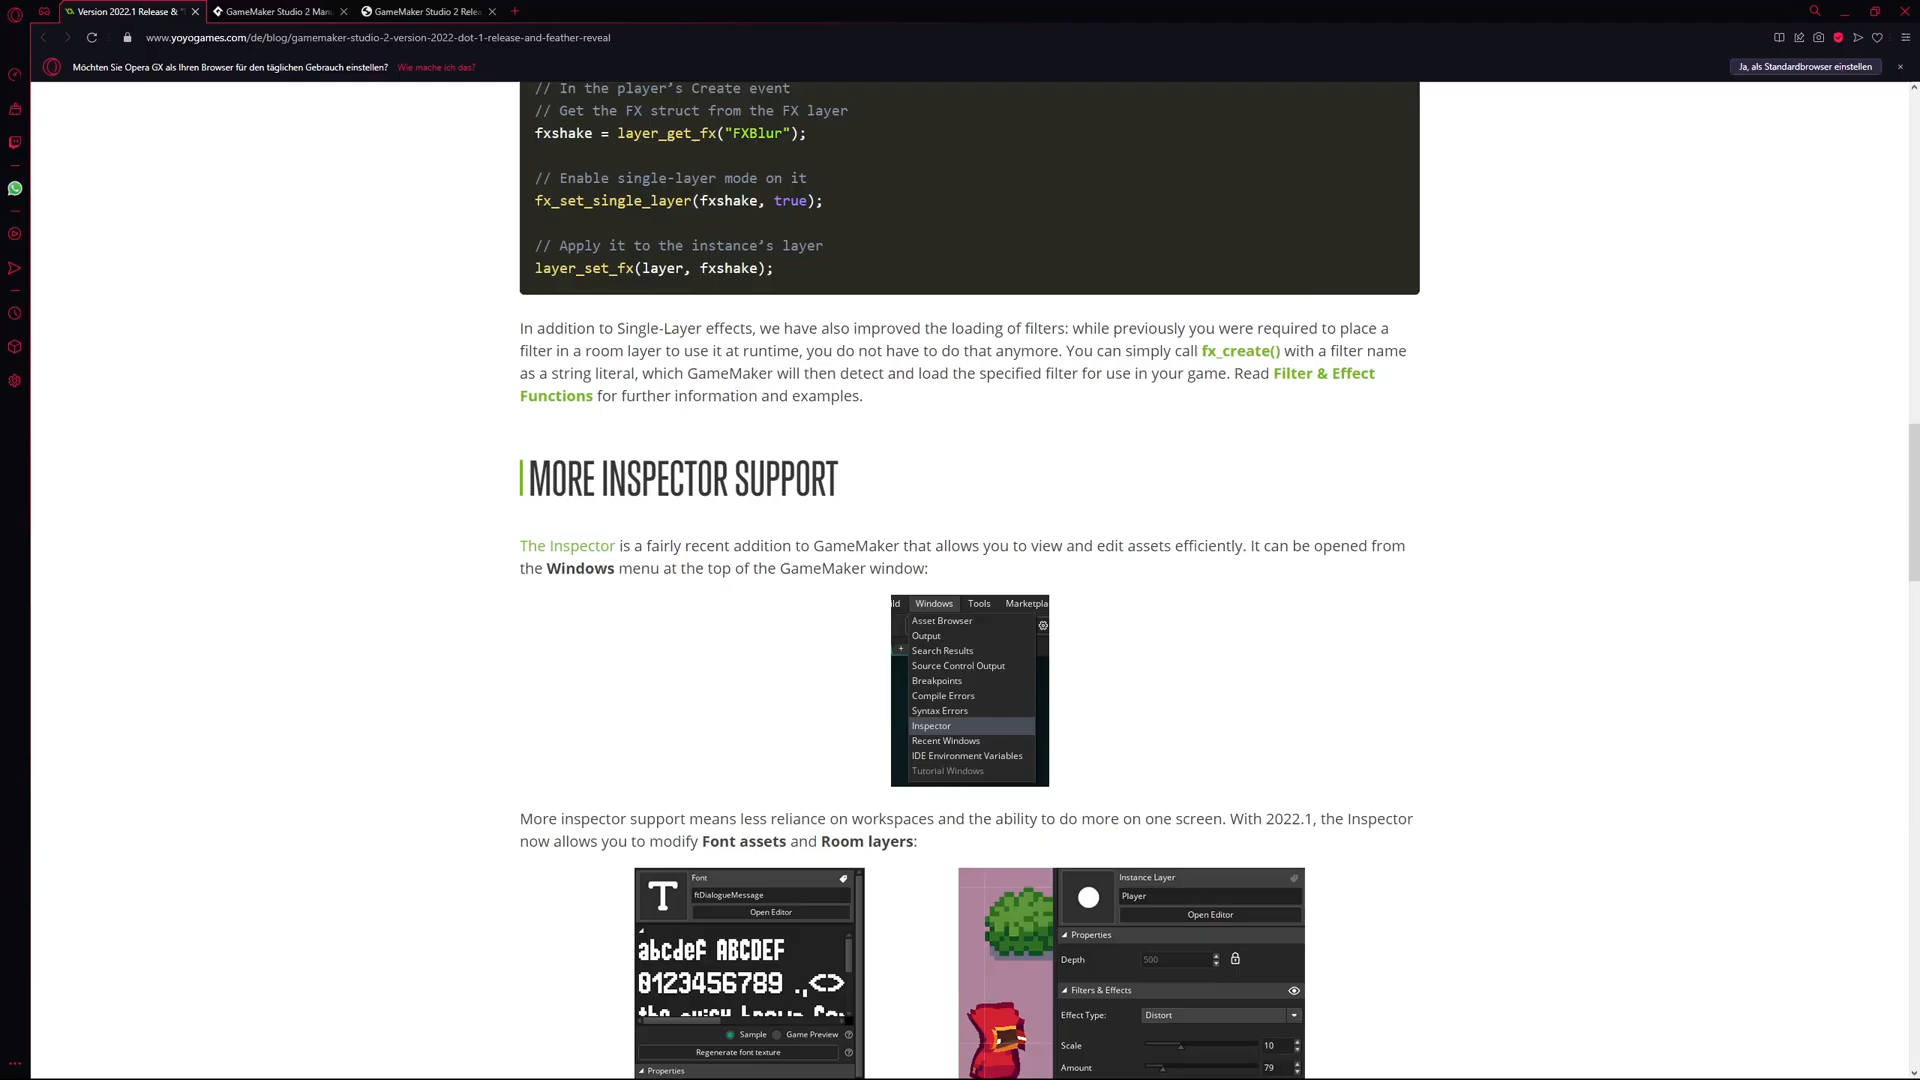 Version 2022.1 Release & "
GameMaker Studio 2 Manu
GameMaker Studio 2 Relea
www.yoyogames.com/de/blog/gamemaker-studio-2-version-2022-dot-1-release-and-feather-reveal
Möchten Sie Opera GX als Ihren Browser für den täglichen Gebrauch einstellen? Wie mache ich das?
Ja, als Standardbrowser einstellen
// In the player’s Create event
// Get the FX struct from the FX layer
fxshake = layer_get_fx("FXBlur");
// Enable single-layer mode on it
fx_set_single_layer(fxshake, true);
// Apply it to the instance’s layer
layer_set_fx(layer, fxshake);
In addition to Single-Layer effects, we have also improved the loading of filters: while previously you were required to place a
filter in a room layer to use it at runtime, you do not have to do that anymore. You can simply call fx_create() with a filter name
as a string literal, which GameMaker will then detect and load the specified filter for use in your game. Read Filter & Effect
Functions for further information and examples.
MORE INSPECTOR SUPPORT
The Inspector is a fairly recent addition to GameMaker that allows you to view and edit assets efficiently. It can be opened from
the Windows menu at the top of the GameMaker window:
ild Windows Tools Marketpla
Asset Browser
Output
Search Results
Source Control Output
Breakpoints
Compile Errors
Syntax Errors
Inspector
Recent Windows
IDE Environment Variables
Tutorial Windows
More inspector support means less reliance on workspaces and the ability to do more on one screen. With 2022.1, the Inspector
now allows you to modify Font assets and Room layers:
Font
ftDialogueMessage
Open Editor
abcdef ABCDEF
0123456789 .,<>
the quick brown fo
Sample Game Preview
Regenerate font texture
Properties
Instance Layer
Player
Open Editor
Properties
Depth 500
Filters & Effects
Effect Type: Distort
Scale 10
Amount 79